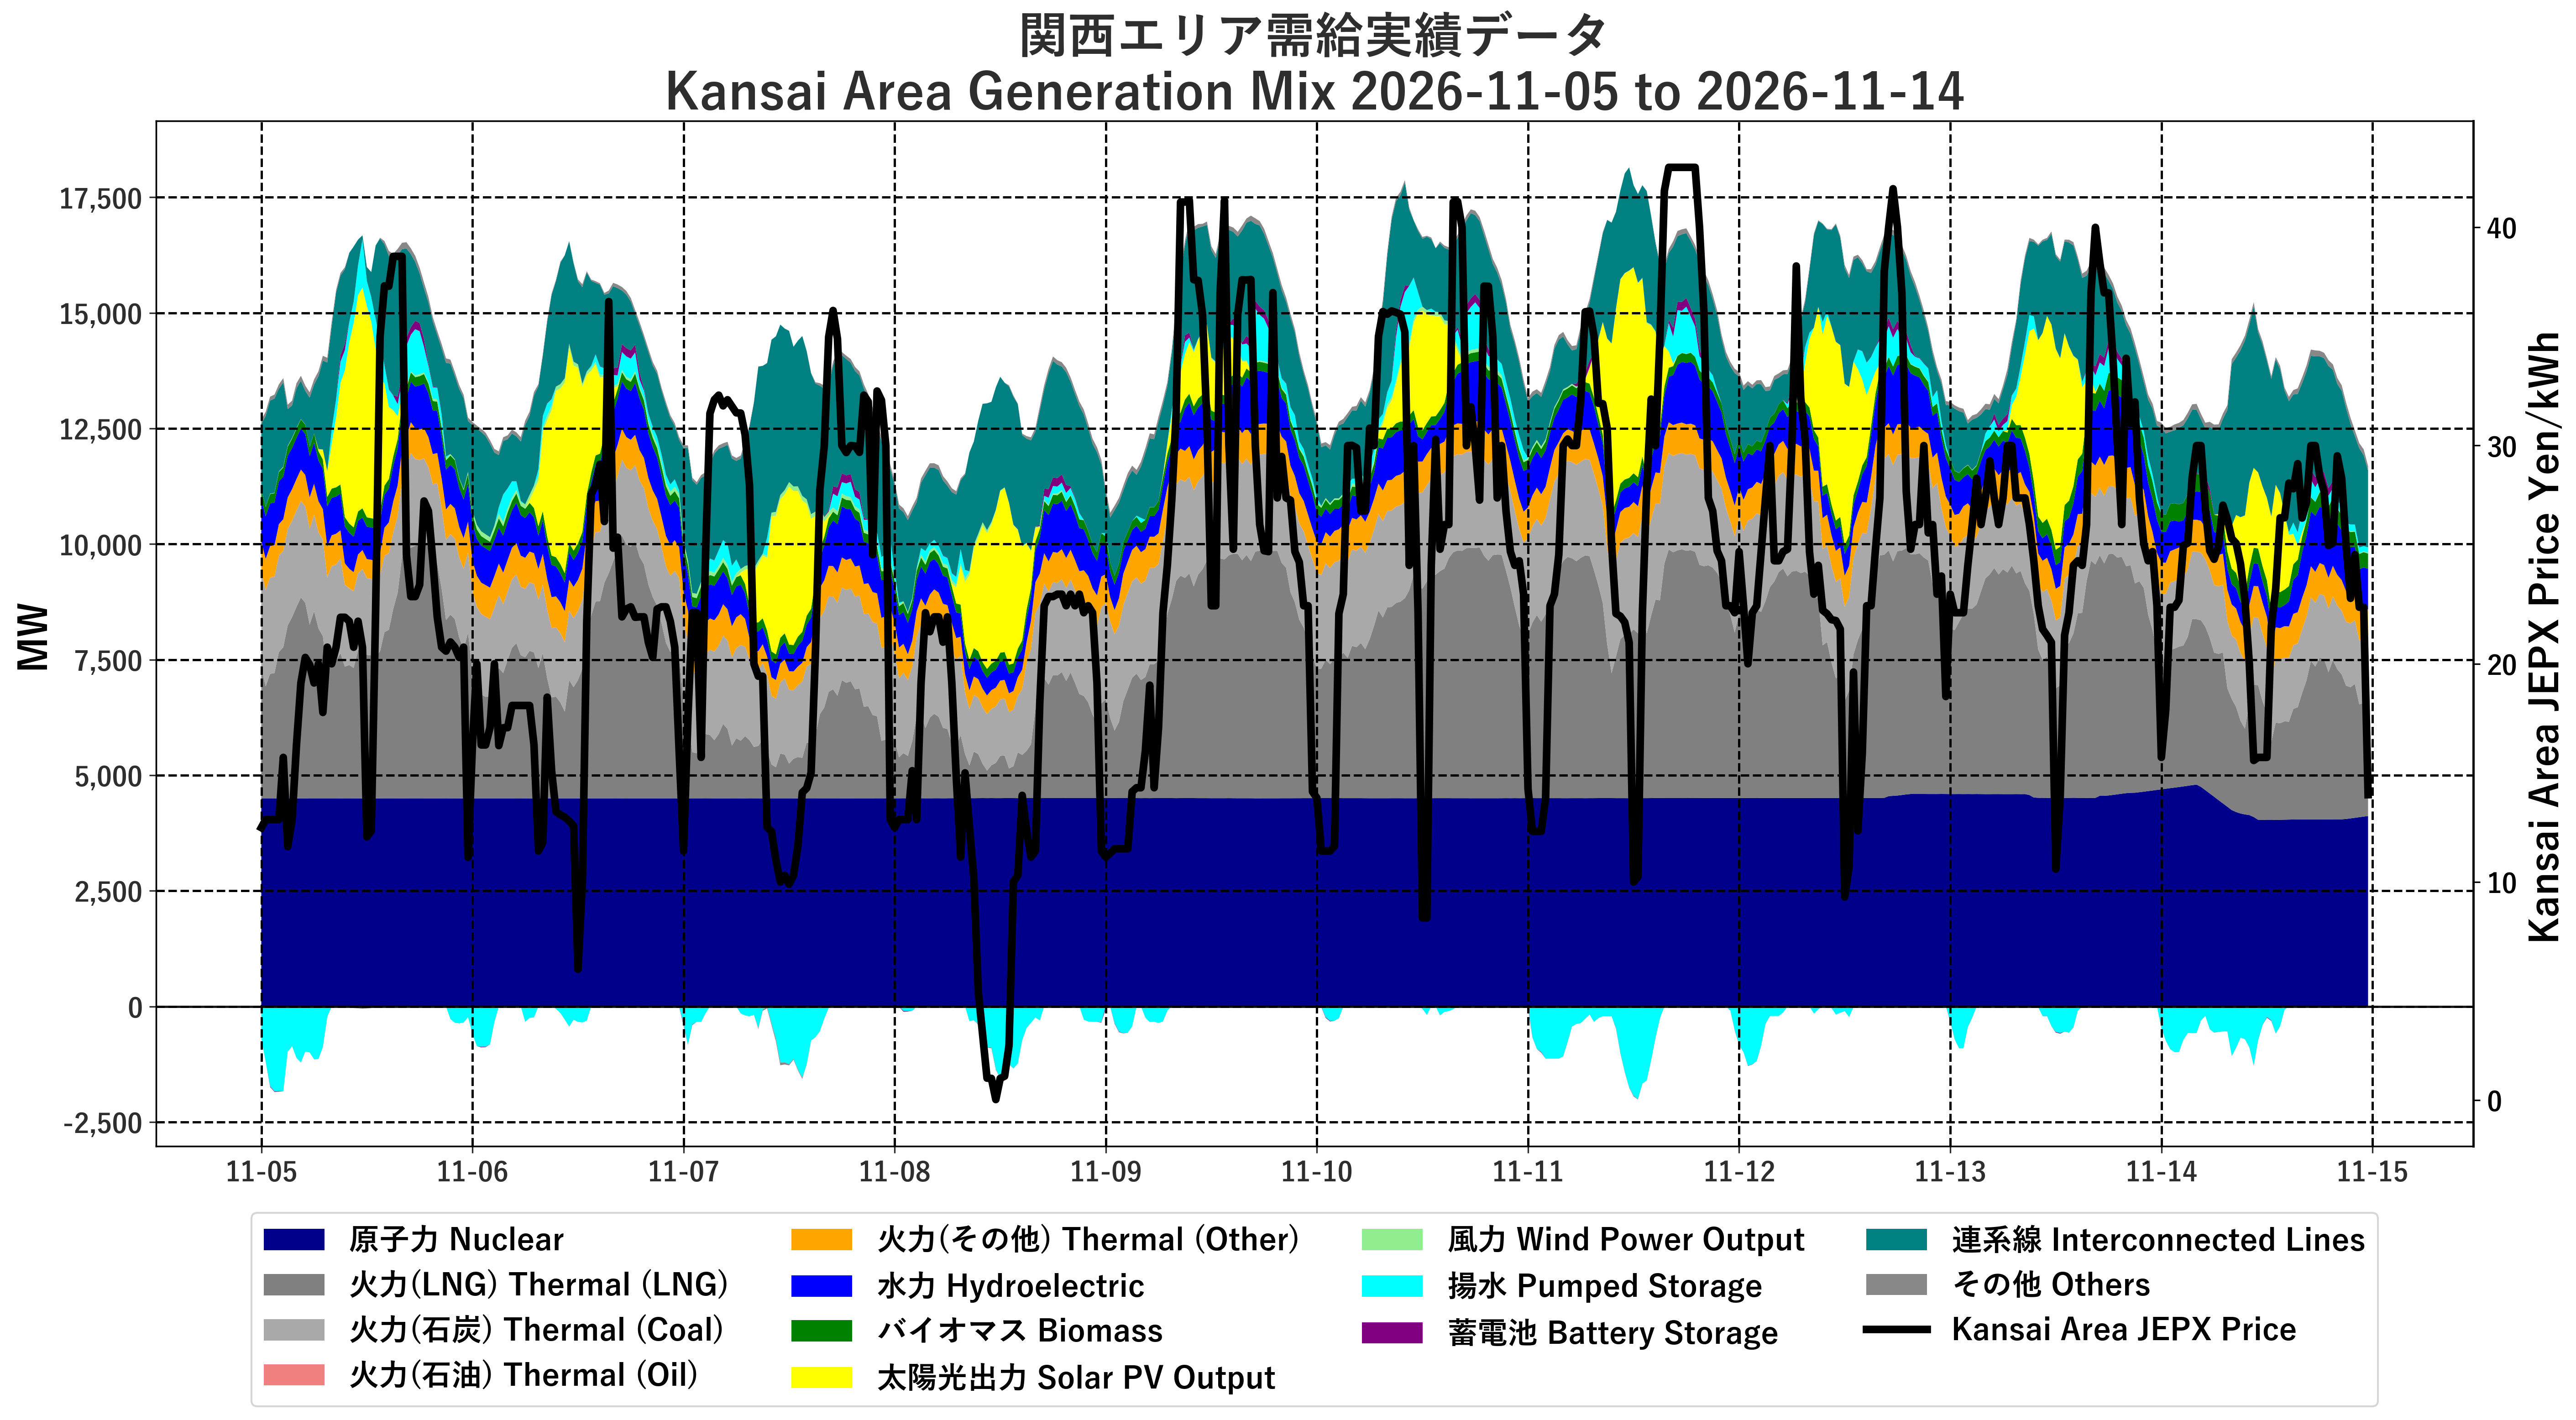 関西エリア需給実績データ
Kansai Area Generation Mix 2026-11-05 to 2026-11-14
MW
17,500
15,000
12,500
10,000
7,500
5,000
2,500
0
-2,500
40
30
20
10
0
Kansai Area JEPX Price Yen/kWh
11-05
11-06
11-07
11-08
11-09
11-10
11-11
11-12
11-13
11-14
11-15
原子力 Nuclear
火力(LNG) Thermal (LNG)
火力(石炭) Thermal (Coal)
火力(石油) Thermal (Oil)
火力(その他) Thermal (Other)
水力 Hydroelectric
バイオマス Biomass
太陽光出力 Solar PV Output
風力 Wind Power Output
揚水 Pumped Storage
蓄電池 Battery Storage
連系線 Interconnected Lines
その他 Others
Kansai Area JEPX Price